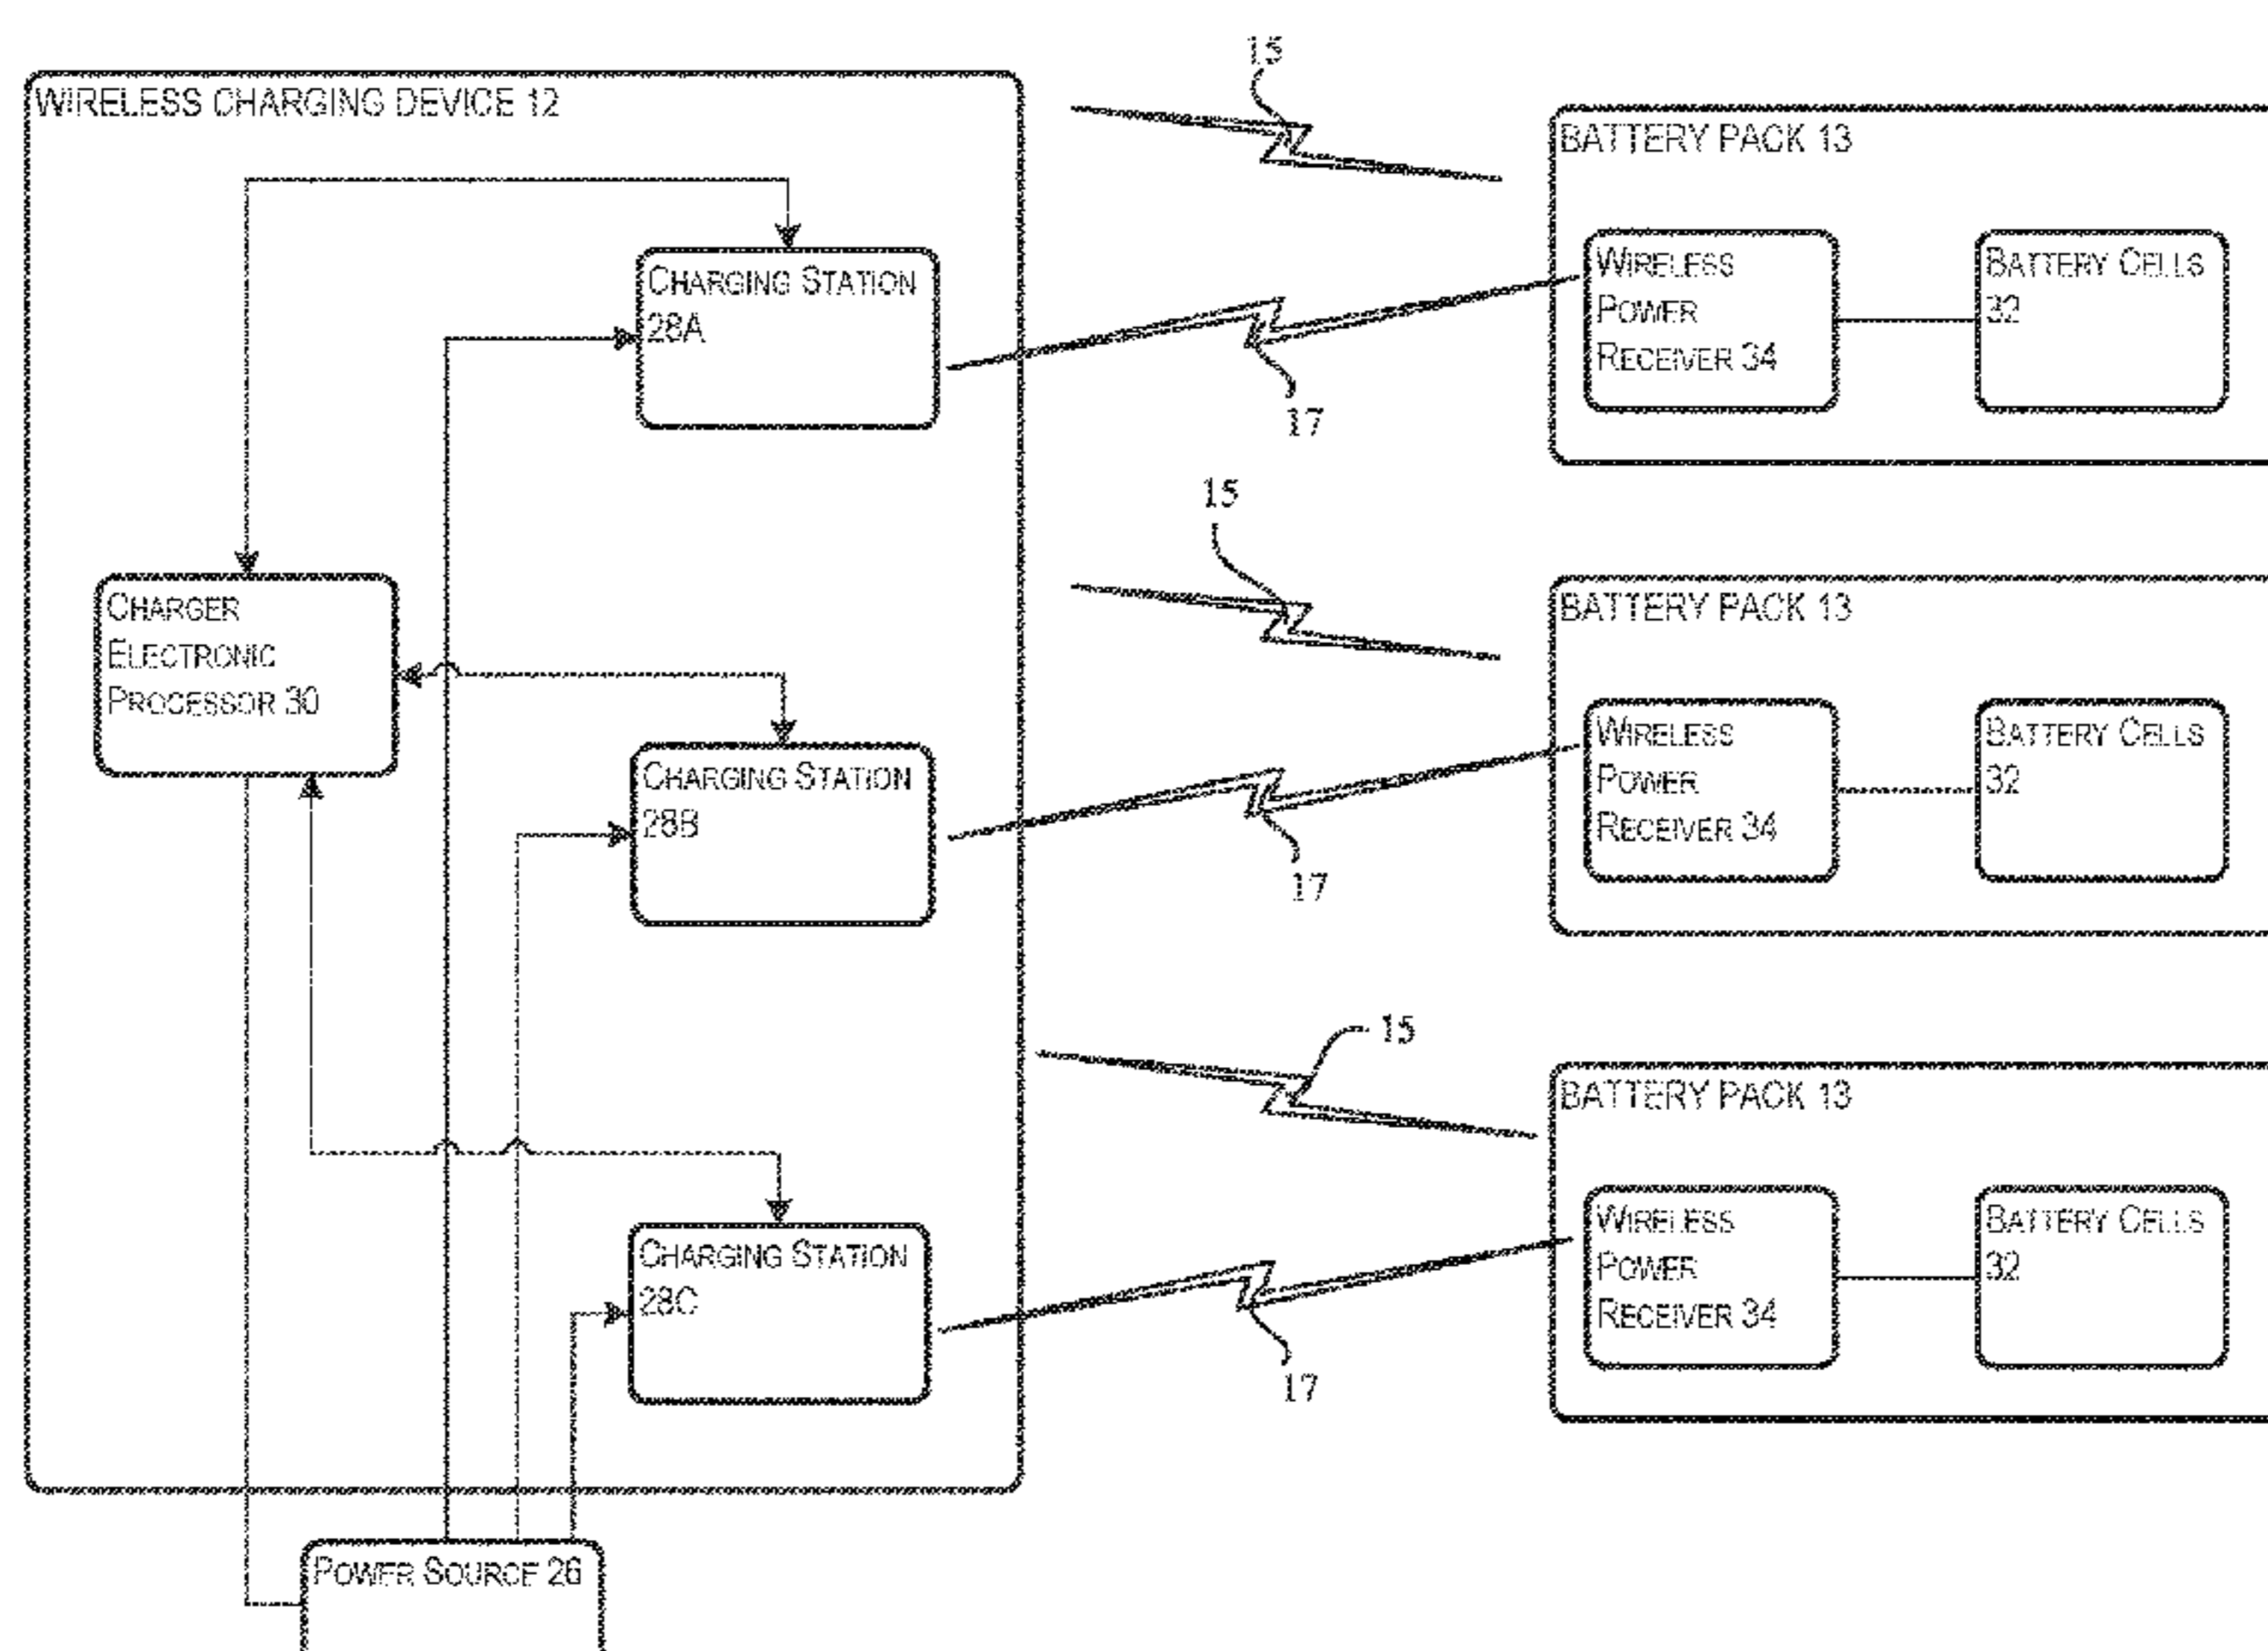 15
WIRELESS CHARGING DEVICE 12
BATTERY PACK 13
CHARGING STATION
28A
WIRELESS
POWER
RECEIVER 34
BATTERY CELLS
32
17
15
CHARGER
ELECTRONIC
PROCESSOR 30
BATTERY PACK 13
CHARGING STATION
28B
WIRELESS
POWER
RECEIVER 34
BATTERY CELLS
32
17
15
BATTERY PACK 13
CHARGING STATION
28C
WIRELESS
POWER
RECEIVER 34
BATTERY CELLS
32
17
POWER SOURCE 26